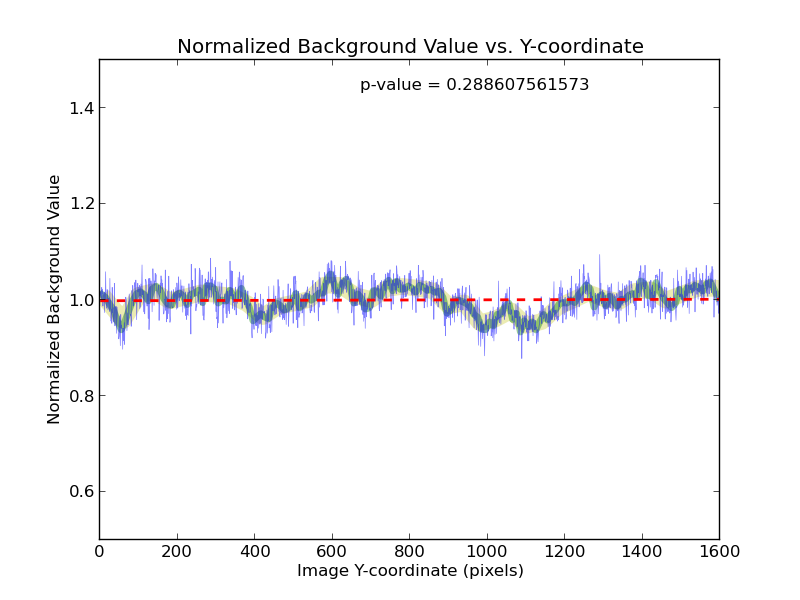 Normalized Background Value vs. Y-coordinate
p-value = 0.288607561573
1.4
1.2
1.0
0.8
0.6
Normalized Background Value
0 200 400 600 800 1000 1200 1400 1600
Image Y-coordinate (pixels)